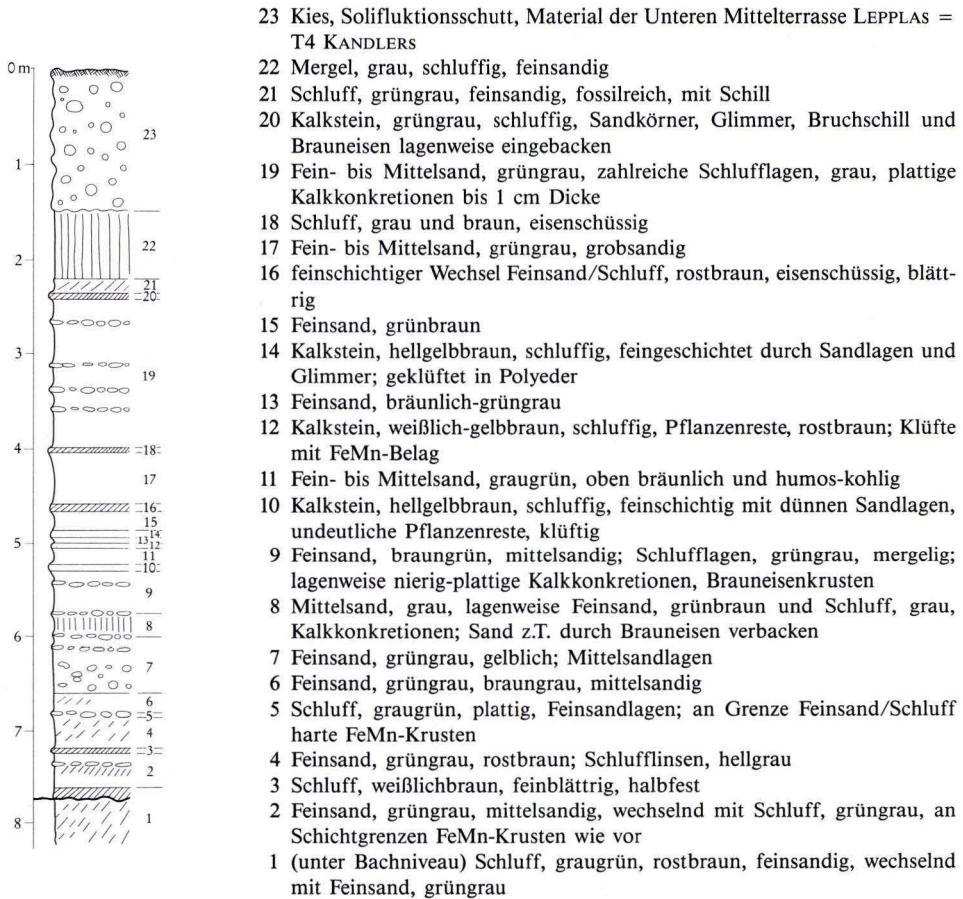 23 Kies, Solifluktionsschutt, Material der Unteren Mittelterrasse LEPPLAS =
T4 KANDLERS
22 Mergel, grau, schluffig, feinsandig
21 Schluff, grüngrau, feinsandig, fossilreich, mit Schill
20 Kalkstein, grüngrau, schluffig, Sandkörner, Glimmer, Bruchschill und
Brauneisen lagenweise eingebacken
19 Fein- bis Mittelsand, grüngrau, zahlreiche Schlufflagen, grau, plattige
Kalkkonkretionen bis 1 cm Dicke
18 Schluff, grau und braun, eisenschüssig
17 Fein- bis Mittelsand, grüngrau, grobsandig
16 feinschichtiger Wechsel Feinsand/Schluff, rostbraun, eisenschüssig, blätt-
rig
15 Feinsand, grünbraun
14 Kalkstein, hellgelbbraun, schluffig, feingeschichtet durch Sandlagen und
Glimmer; geklüftet in Polyeder
13 Feinsand, bräunlich-grüngrau
12 Kalkstein, weißlich-gelbbraun, schluffig, Pflanzenreste, rostbraun; Klüfte
mit FeMn-Belag
11 Fein- bis Mittelsand, graugrün, oben bräunlich und humos-kohlig
10 Kalkstein, hellgelbbraun, schluffig, feinschichtig mit dünnen Sandlagen,
undeutliche Pflanzenreste, klüftig
9 Feinsand, braungrün, mittelsandig; Schlufflagen, grüngrau, mergelig;
lagenweise nierig-plattige Kalkkonkretionen, Brauneisenkrusten
8 Mittelsand, grau, lagenweise Feinsand, grünbraun und Schluff, grau,
Kalkkonkretionen; Sand z.T. durch Brauneisen verbacken
7 Feinsand, grüngrau, gelblich; Mittelsandlagen
6 Feinsand, grüngrau, braungrau, mittelsandig
5 Schluff, graugrün, plattig, Feinsandlagen; an Grenze Feinsand/Schluff
harte FeMn-Krusten
4 Feinsand, grüngrau, rostbraun; Schlufflinsen, hellgrau
3 Schluff, weißlichbraun, feinblättrig, halbfest
2 Feinsand, grüngrau, mittelsandig, wechselnd mit Schluff, grüngrau, an
Schichtgrenzen FeMn-Krusten wie vor
1 (unter Bachniveau) Schluff, graugrün, rostbraun, feinsandig, wechselnd
mit Feinsand, grüngrau
0 m
1
2
3
4
5
6
7
8
23
22
21
20
19
18
17
16
15
14
13
12
11
10
9
8
7
6
5
4
3
2
1